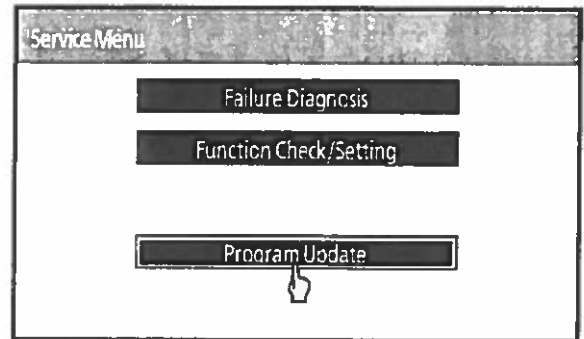 Service Menu
Failure Diagnosis
Function Check/Setting
Program Update